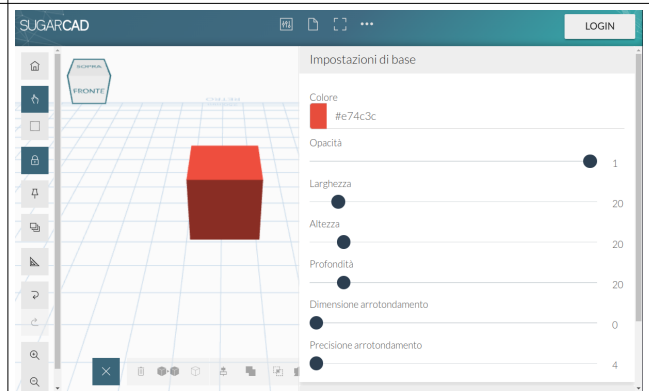 SUGARCAD
LOGIN
SOPRA
FRONTE
Impostazioni di base
Colore
#e74c3c
Opacità
1
Larghezza
20
Altezza
20
Profondità
20
Dimensione arrotondamento
0
Precisione arrotondamento
4